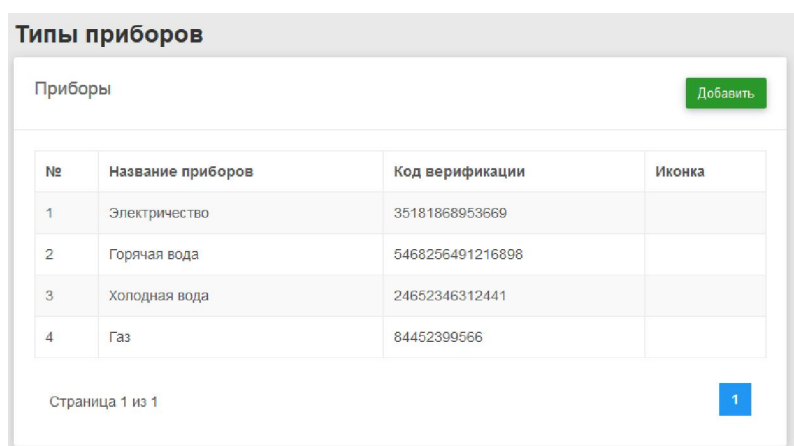 Типы приборов
Приборы Добавить
№ Название приборов Код верификации Иконка
1 Электричество 35181868953669
2 Горячая вода 5468256491216898
3 Холодная вода 24652346312441
4 Газ 84452399566
Страница 1 из 1 1